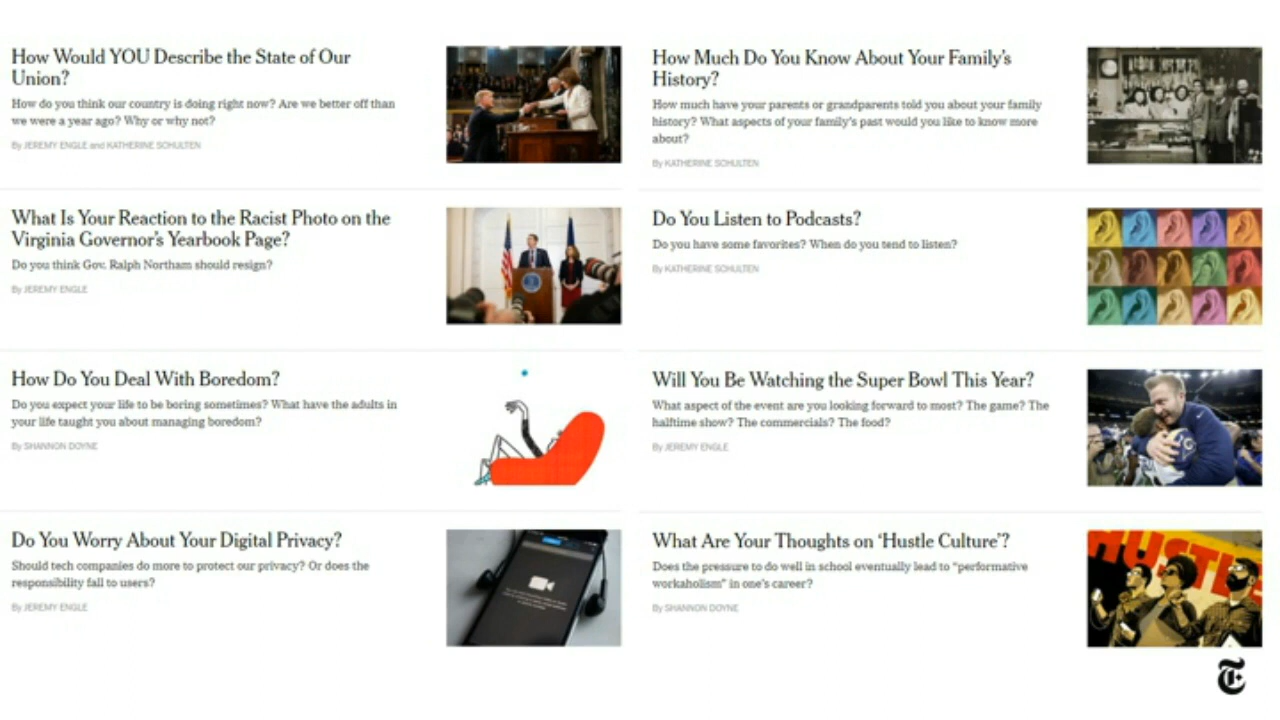 How Would YOU Describe the State of Our
Union?
How do you think our country is doing right now? Are we better off than
we were a year ago? Why or why not?
By JEREMY ENGLE and KATHERINE SCHULTEN
What Is Your Reaction to the Racist Photo on the
Virginia Governor's Yearbook Page?
Do you think Gov. Ralph Northam should resign?
By JEREMY ENGLE
How Do You Deal With Boredom?
Do you expect your life to be boring sometimes? What have the adults in
your life taught you about managing boredom?
By SHANNON DOYNE
Do You Worry About Your Digital Privacy?
Should tech companies do more to protect our privacy? Or does the
responsibility fall to users?
By JEREMY ENGLE
How Much Do You Know About Your Family's
History?
How much have your parents or grandparents told you about your family
history? What aspects of your family's past would you like to know more
about?
By KATHERINE SCHULTEN
Do You Listen to Podcasts?
Do you have some favorites? When do you tend to listen?
By KATHERINE SCHULTEN
Will You Be Watching the Super Bowl This Year?
What aspect of the event are you looking forward to most? The game? The
halftime show? The commercials? The food?
By JEREMY ENGLE
What Are Your Thoughts on 'Hustle Culture'?
Does the pressure to do well in school eventually lead to "performative
workaholism" in one's career?
By SHANNON DOYNE
HUSTLE
T